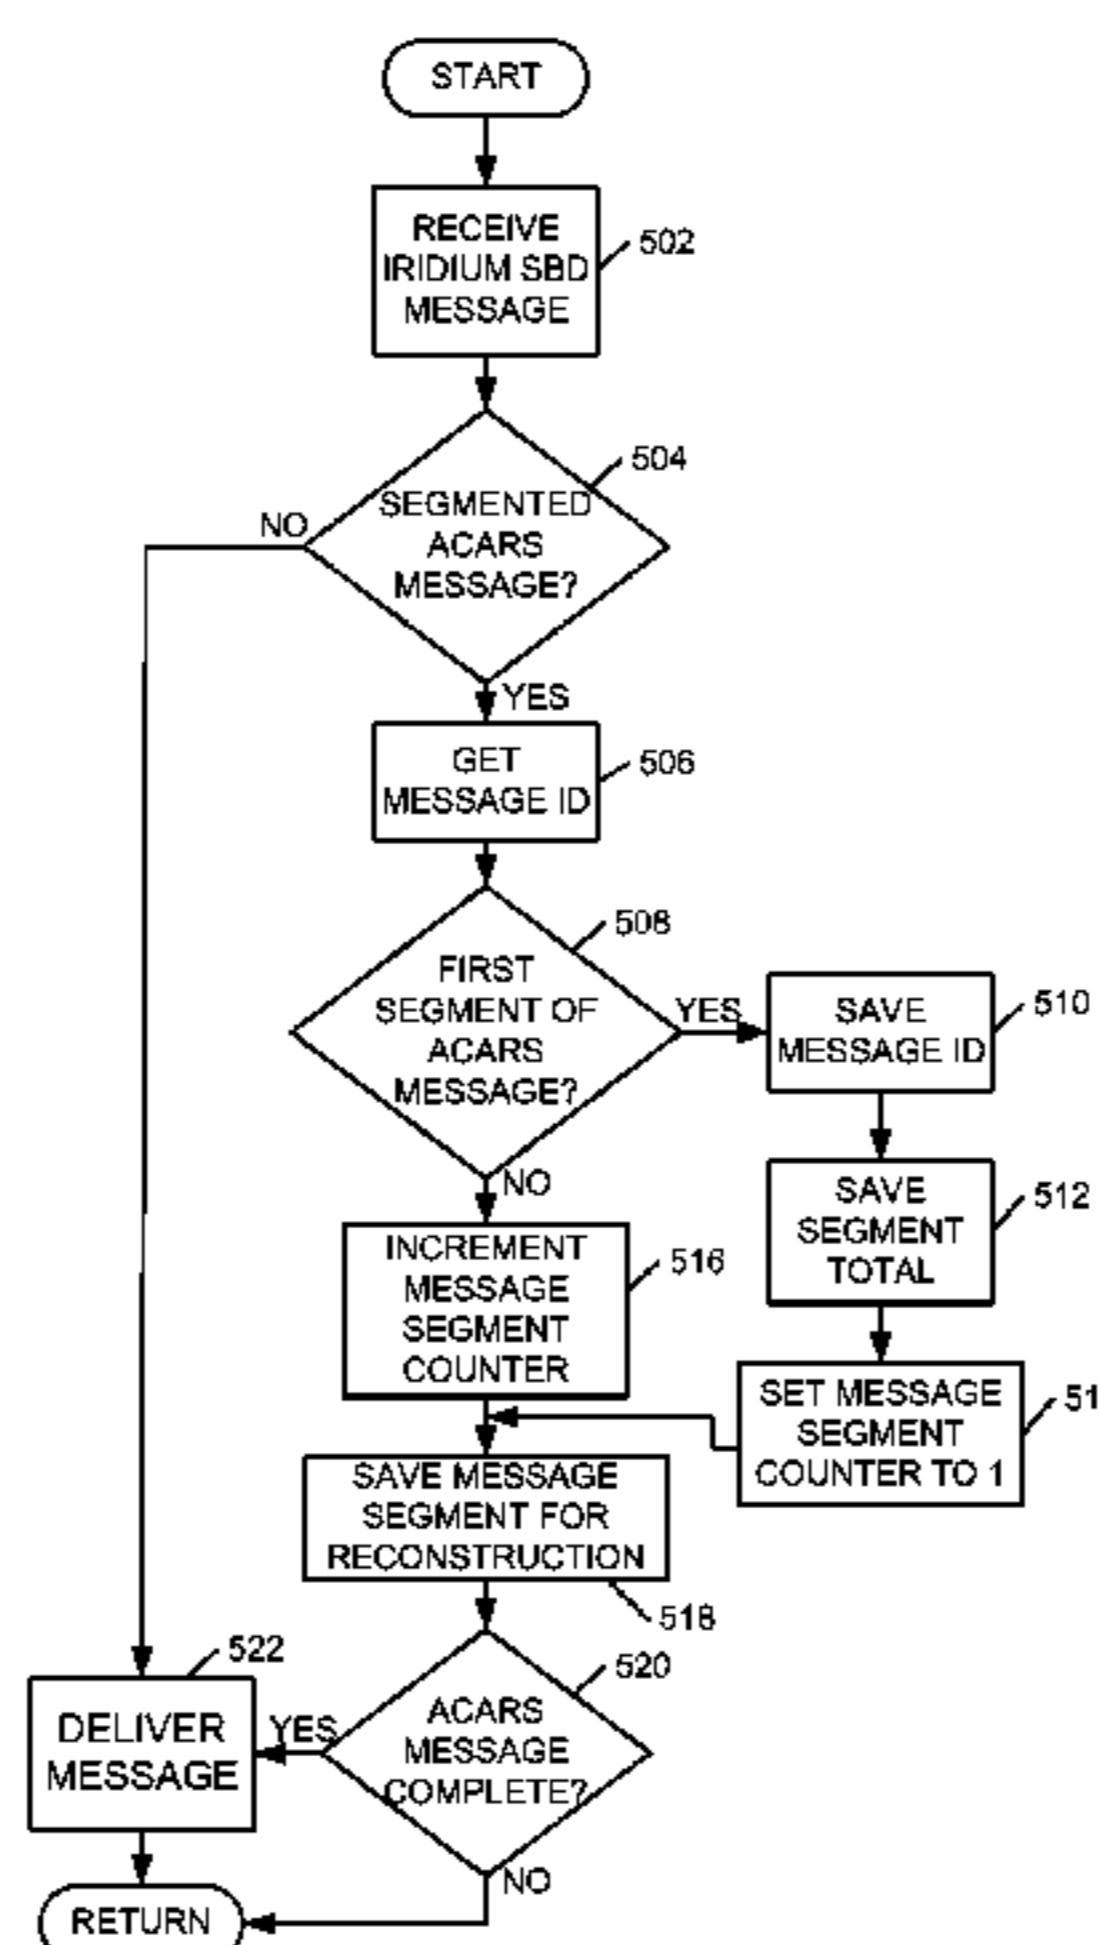 START
RECEIVE
IRIDIUM SBD
MESSAGE
502
504
SEGMENTED
ACARS
MESSAGE?
NO
YES
GET
MESSAGE ID
506
508
FIRST
SEGMENT OF
ACARS
MESSAGE?
YES
SAVE
MESSAGE ID
510
NO
SAVE
SEGMENT
TOTAL
512
INCREMENT
MESSAGE
SEGMENT
COUNTER
516
SET MESSAGE
SEGMENT
COUNTER TO 1
51
SAVE MESSAGE
SEGMENT FOR
RECONSTRUCTION
518
520
ACARS
MESSAGE
COMPLETE?
YES
522
DELIVER
MESSAGE
NO
RETURN